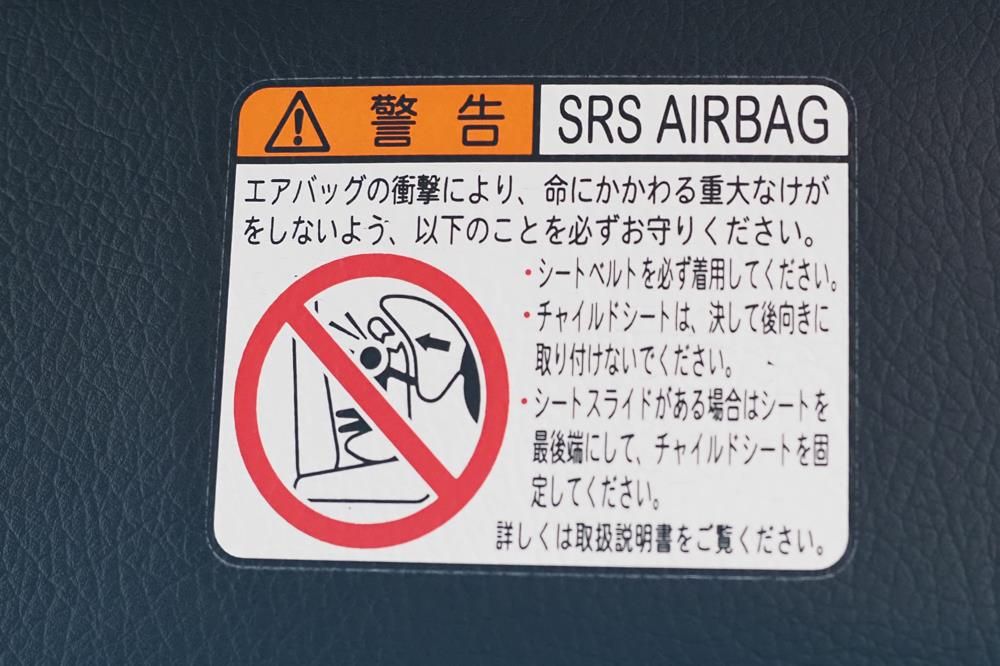 警告 SRS AIRBAG
エアバッグの衝撃により、命にかかわる重大なけが
をしないよう、以下のことを必ずお守りください。
・シートベルトを必ず着用してください。
・チャイルドシートは、決して後向きに
取り付けないでください。
・シートスライドがある場合はシートを
最後端にして、チャイルドシートを固
定してください。
詳しくは取扱説明書をご覧ください。